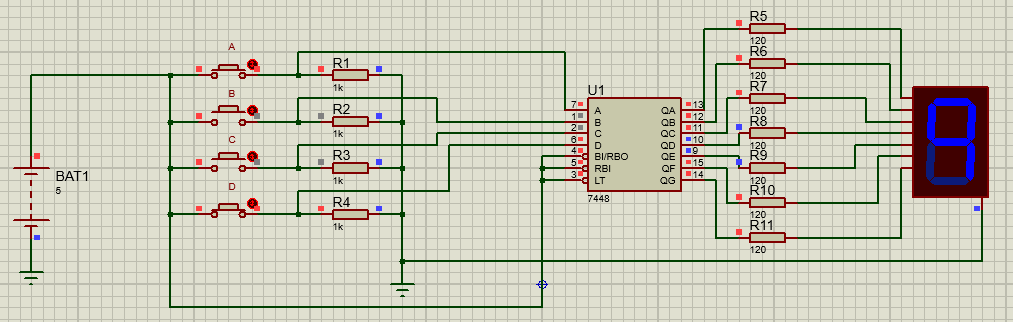 A
B
C
D
BAT1
5
R1
1k
R2
1k
R3
1k
R4
1k
U1
7 A QA 13
1 B QB 12
2 C QC 11
6 D QD 10
4 BI/RBO QE 9
5 RBI QF 15
3 LT QG 14
7448
R5
120
R6
120
R7
120
R8
120
R9
120
R10
120
R11
120